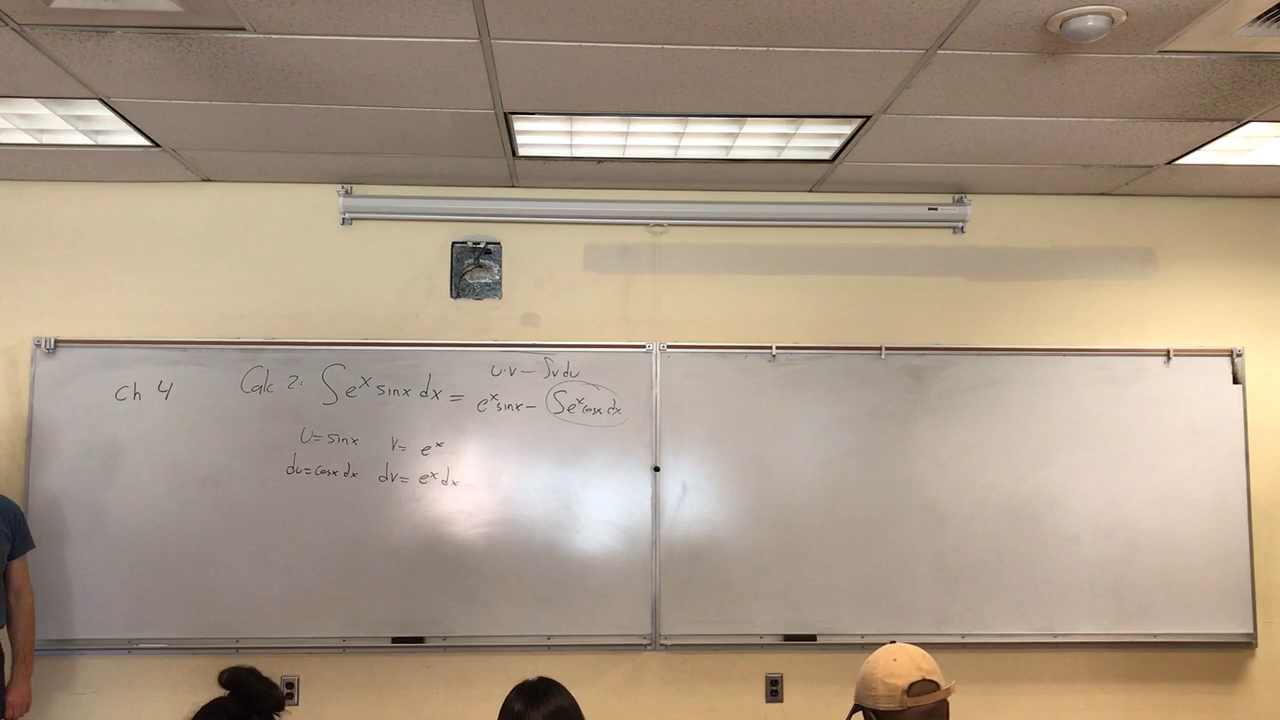 Ch 4
Calc 2: ∫e^x sinx dx =
u·v – ∫v du
e^x sinx – ∫e^x cosx dx
U = sinx V = e^x
du = cosx dx dv = e^x dx